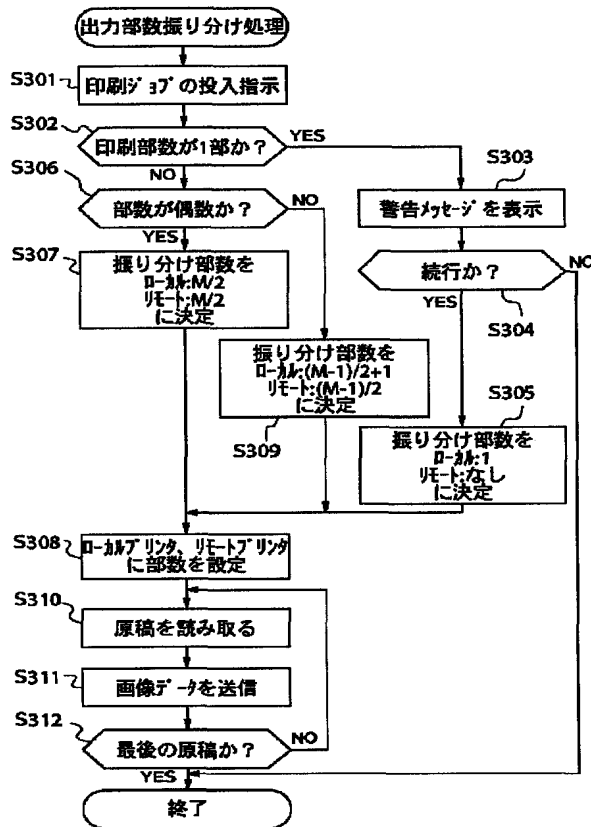 出力部数振り分け処理
S301
印刷ジョブの投入指示
S302
印刷部数が1部か?
YES
NO
S303
警告メッセージを表示
S306
部数が偶数か?
NO
YES
続行か?
NO
YES
S304
S307
振り分け部数を
ローカル:M/2
リモート:M/2
に決定
振り分け部数を
ローカル:(M-1)/2+1
リモート:(M-1)/2
に決定
S309
S305
振り分け部数を
ローカル:1
リモート:なし
に決定
S308
ローカルプリンタ、リモートプリンタ
に部数を設定
S310
原稿を読み取る
S311
画像データを送信
S312
最後の原稿か?
NO
YES
終了